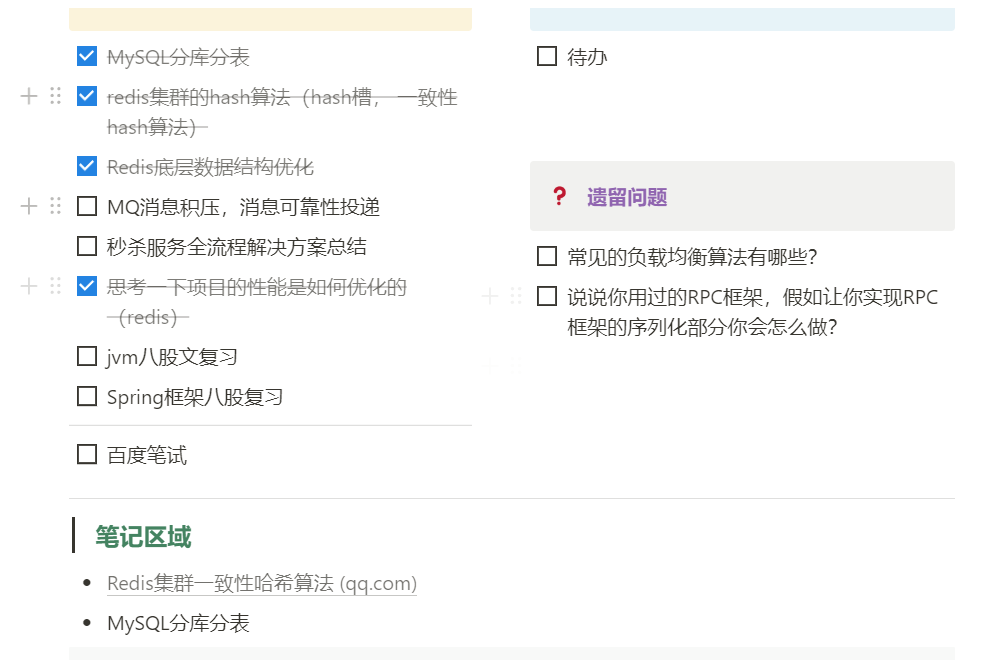 MySQL分库分表
redis集群的hash算法（hash槽， 一致性
hash算法）
Redis底层数据结构优化
MQ消息积压，消息可靠性投递
秒杀服务全流程解决方案总结
思考一下项目的性能是如何优化的
（redis）
jvm八股文复习
Spring框架八股复习
百度笔试
待办
❓ 遗留问题
常见的负载均衡算法有哪些?
说说你用过的RPC框架，假如让你实现RPC
框架的序列化部分你会怎么做?
笔记区域
• Redis集群一致性哈希算法 (qq.com)
• MySQL分库分表